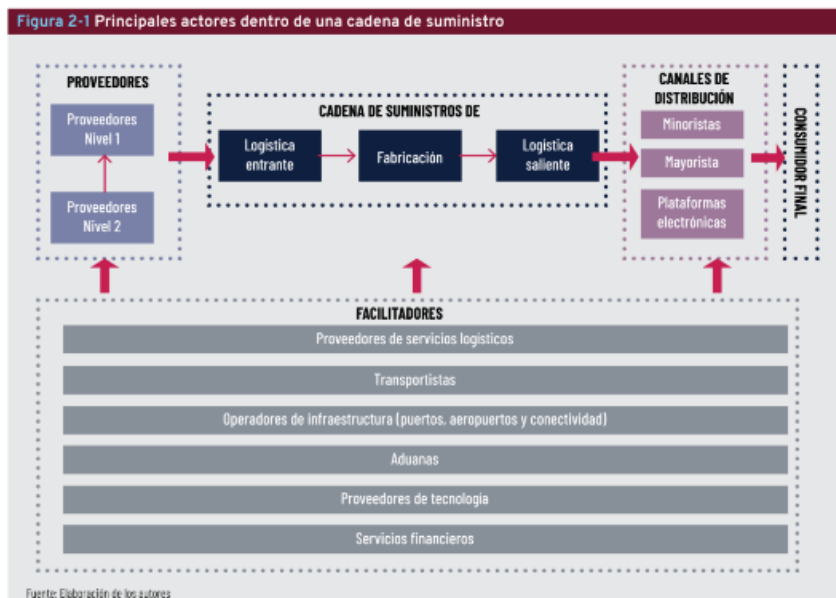 Figura 2-1 Principales actores dentro de una cadena de suministro
PROVEEDORES
Proveedores
Nivel 1
Proveedores
Nivel 2
CADENA DE SUMINISTROS DE
Logística
entrante
Fabricación
Logística
saliente
CANALES DE
DISTRIBUCIÓN
Minoristas
Mayorista
Plataformas
electrónicas
CONSUMIDOR FINAL
FACILITADORES
Proveedores de servicios logísticos
Transportistas
Operadores de infraestructura (puertos, aeropuertos y conectividad)
Aduanas
Proveedores de tecnología
Servicios financieros
Fuente: Elaboración de los autores